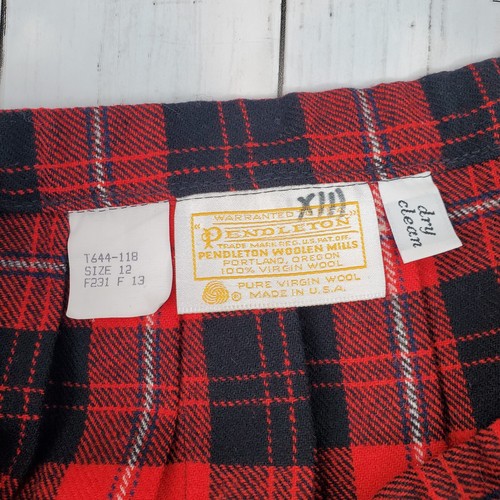 T644-118
SIZE 12
F231 F 13
XIII
WARRANTED
"PENDLETON"
TRADE MARK REG. U.S. PAT. OFF.
PENDLETON WOOLEN MILLS
PORTLAND, OREGON
100% VIRGIN WOOL
PURE VIRGIN WOOL
MADE IN U.S.A.
dry
clean